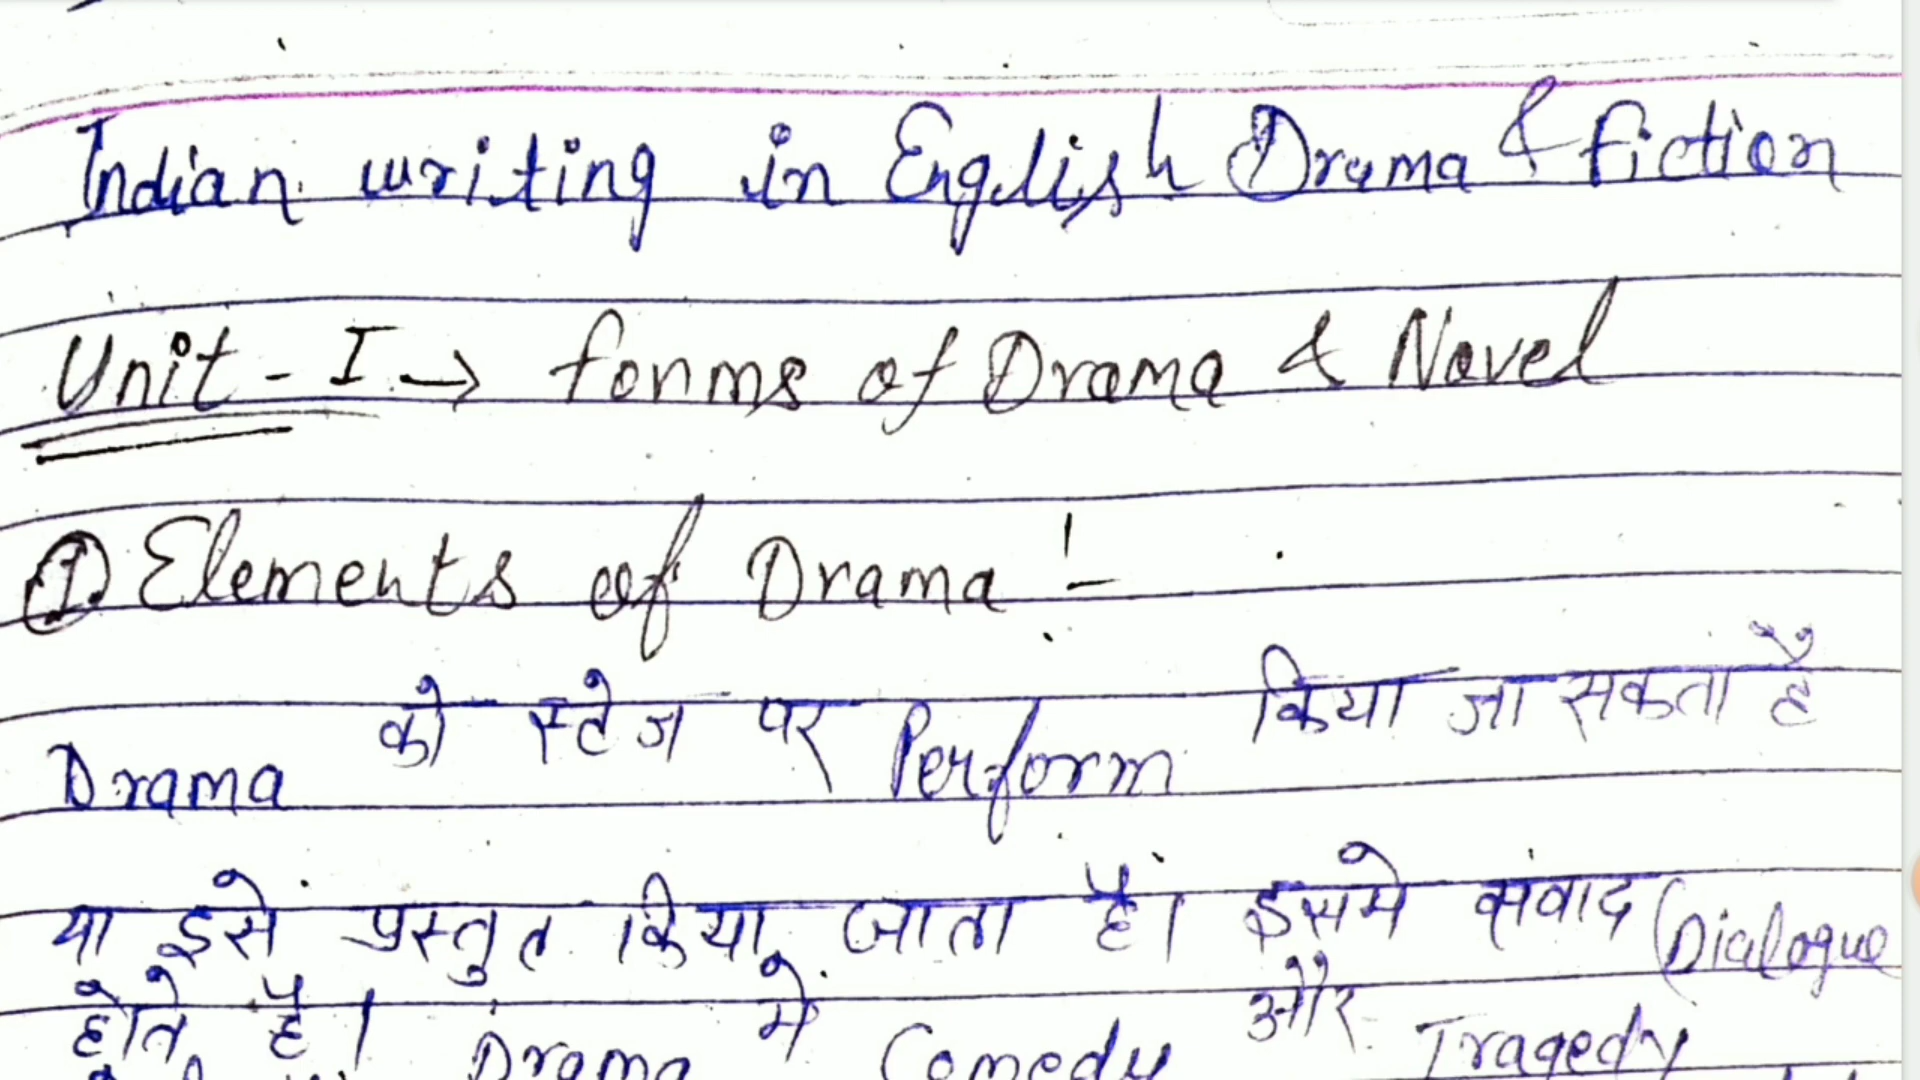 Indian writing in English Drama & fiction
Unit - I → forms of Drama & Novel
① Elements of Drama :-
Drama को स्टेज पर Perform किया जा सकता है
या इसे प्रस्तुत किया जाता है। इसमे संवाद (Dialogue
होते है। Drama में Comedy और Tragedy